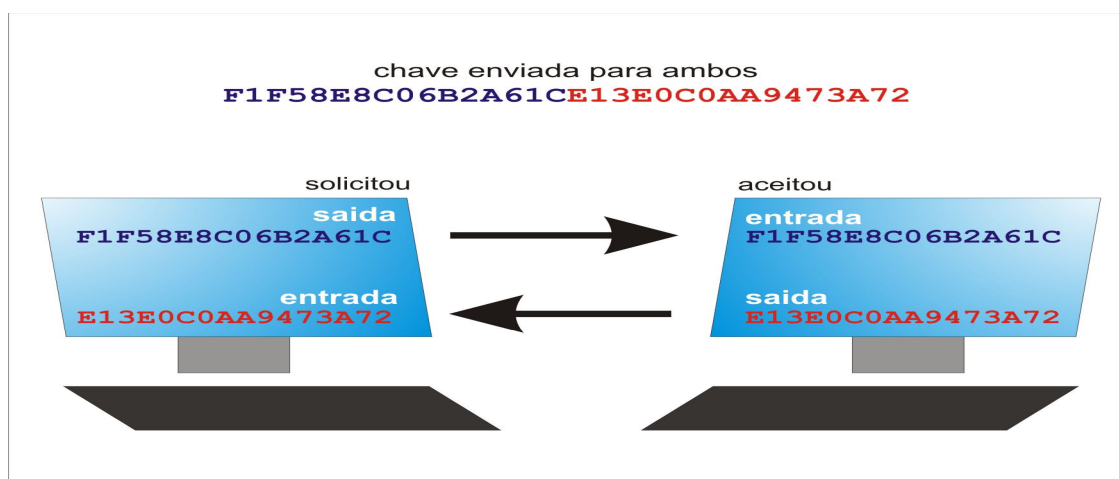 chave enviada para ambos
F1F58E8C06B2A61CE13E0C0AA9473A72
solicitou
saida
F1F58E8C06B2A61C
entrada
E13E0C0AA9473A72
aceitou
entrada
F1F58E8C06B2A61C
saida
E13E0C0AA9473A72